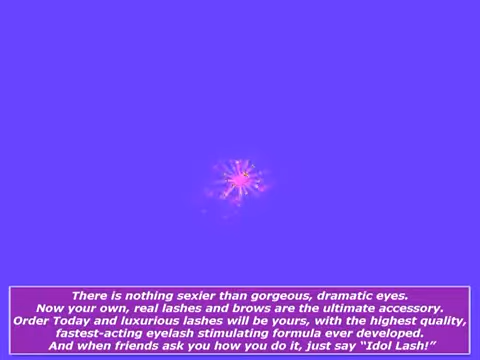 There is nothing sexier than gorgeous, dramatic eyes.
Now your own, real lashes and brows are the ultimate accessory.
Order Today and luxurious lashes will be yours, with the highest quality,
fastest-acting eyelash stimulating formula ever developed.
And when friends ask you how you do it, just say “Idol Lash!”